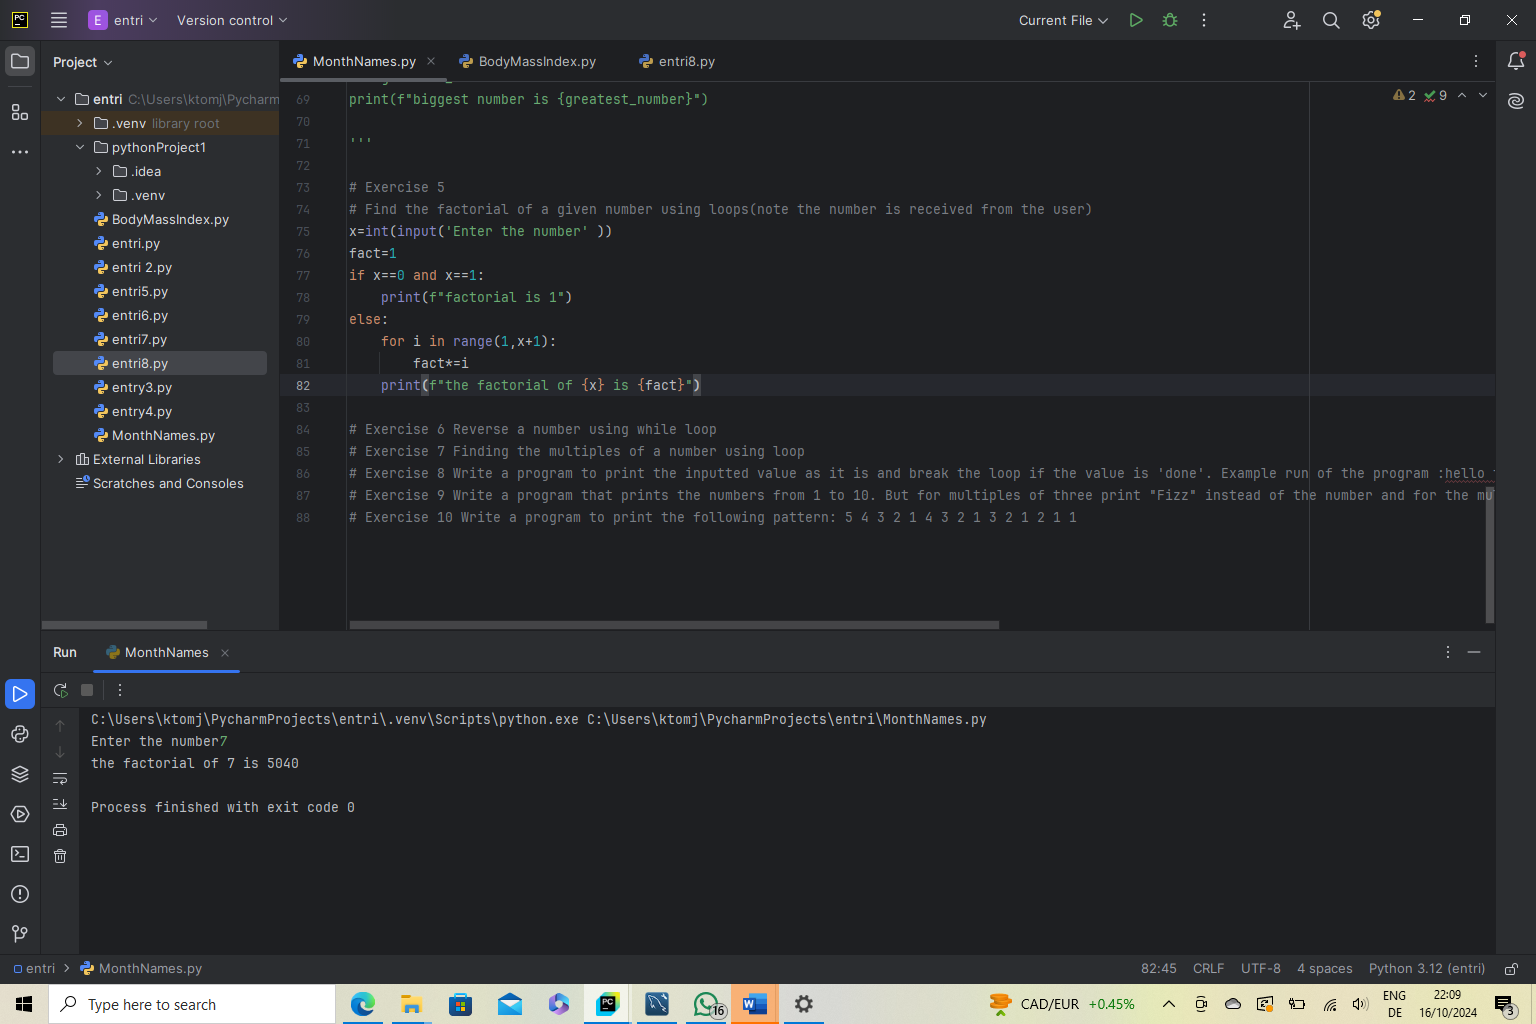 PC
E entri Version control Current File
Project
MonthNames.py BodyMassIndex.py entri8.py
entri C:\Users\ktomj\Pycharm
.venv library root
pythonProject1
.idea
.venv
BodyMassIndex.py
entri.py
entri 2.py
entri5.py
entri6.py
entri7.py
entri8.py
entry3.py
entry4.py
MonthNames.py
External Libraries
Scratches and Consoles
2 9
69 print(f"biggest number is {greatest_number}")
70
71 '''
72
73 # Exercise 5
74 # Find the factorial of a given number using loops(note the number is received from the user)
75 x=int(input('Enter the number' ))
76 fact=1
77 if x==0 and x==1:
78 print(f"factorial is 1")
79 else:
80 for i in range(1,x+1):
81 fact*=i
82 print(f"the factorial of {x} is {fact}")
83
84 # Exercise 6 Reverse a number using while loop
85 # Exercise 7 Finding the multiples of a number using loop
86 # Exercise 8 Write a program to print the inputted value as it is and break the loop if the value is 'done'. Example run of the program :hello
87 # Exercise 9 Write a program that prints the numbers from 1 to 10. But for multiples of three print "Fizz" instead of the number and for the mu
88 # Exercise 10 Write a program to print the following pattern: 5 4 3 2 1 4 3 2 1 3 2 1 2 1 1
Run MonthNames
C:\Users\ktomj\PycharmProjects\entri\.venv\Scripts\python.exe C:\Users\ktomj\PycharmProjects\entri\MonthNames.py
Enter the number7
the factorial of 7 is 5040
Process finished with exit code 0
entri MonthNames.py 82:45 CRLF UTF-8 4 spaces Python 3.12 (entri)
Type here to search PC 16 W CAD/EUR +0.45% ENG DE 22:09 16/10/2024 3